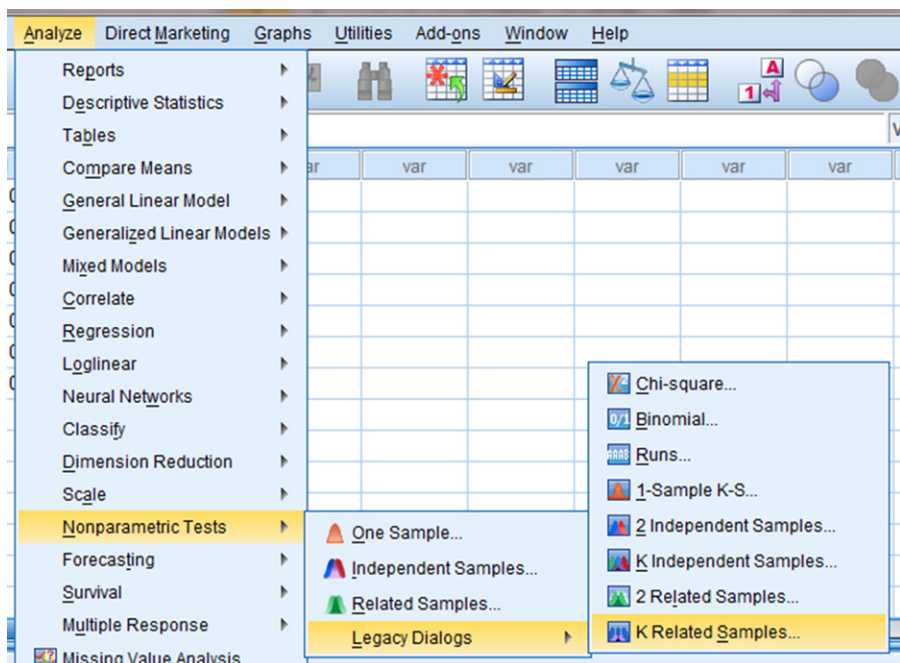 Analyze Direct Marketing Graphs Utilities Add-ons Window Help
A
1
var var var var var
Reports
Descriptive Statistics
Tables
Compare Means
General Linear Model
Generalized Linear Models
Mixed Models
Correlate
Regression
Loglinear
Neural Networks
Classify
Dimension Reduction
Scale
Nonparametric Tests
Forecasting
Survival
Multiple Response
Missing Value Analysis
One Sample...
Independent Samples...
Related Samples...
Legacy Dialogs
Chi-square...
0/1 Binomial...
Runs...
1-Sample K-S...
2 Independent Samples...
K Independent Samples...
2 Related Samples...
K Related Samples...